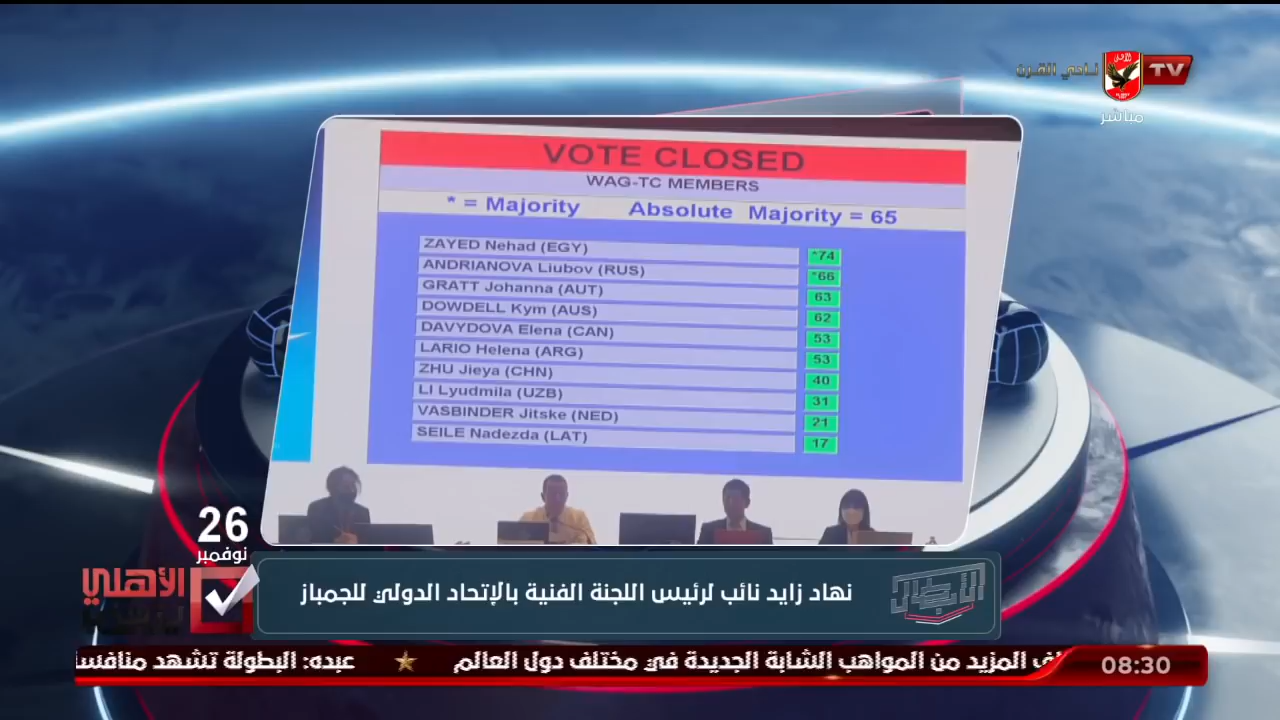 نادي القرن
TV
مباشر
VOTE CLOSED
WAG-TC MEMBERS
* = Majority Absolute Majority = 65
ZAYED Nehad (EGY) *74
ANDRIANOVA Liubov (RUS) *66
GRATT Johanna (AUT) 63
DOWDELL Kym (AUS) 62
DAVYDOVA Elena (CAN) 53
LARIO Helena (ARG) 53
ZHU Jieya (CHN) 40
LI Lyudmila (UZB) 31
VASBINDER Jitske (NED) 21
SEILE Nadezda (LAT) 17
26
نوفمبر
الأهلي
نهاد زايد نائب لرئيس اللجنة الفنية بالإتحاد الدولي للجمباز
الأبطال
المزيد من المواهب الشابة الجديدة في مختلف دول العالم ★ عبده: البطولة تشهد
08:30